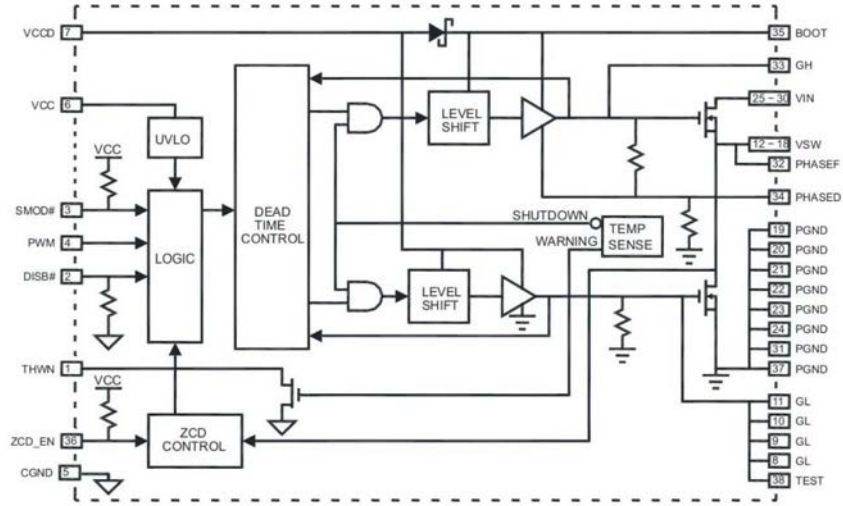 VCCD 7
35 BOOT
33 GH
VCC 6
25 – 30 VIN
LEVEL
SHIFT
UVLO
12 – 18 VSW
VCC
32 PHASEF
34 PHASED
SMOD# 3
DEAD
TIME
CONTROL
SHUTDOWN
TEMP
SENSE
WARNING
PWM 4
LOGIC
DISB# 2
19 PGND
20 PGND
21 PGND
22 PGND
23 PGND
24 PGND
31 PGND
37 PGND
LEVEL
SHIFT
THWN 1
VCC
11 GL
10 GL
9 GL
8 GL
38 TEST
ZCD
CONTROL
ZCD_EN 36
CGND 5